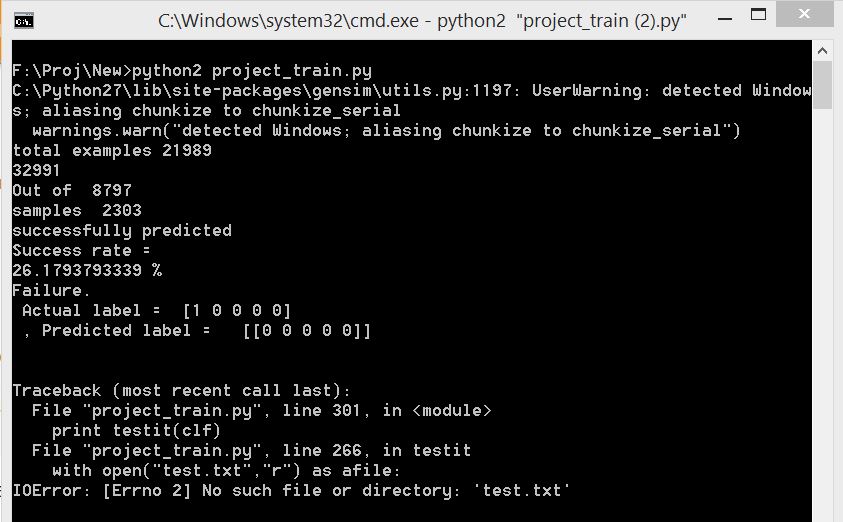 C:\Windows\system32\cmd.exe - python2  "project_train (2).py"
F:\Proj\New>python2 project_train.py
C:\Python27\lib\site-packages\gensim\utils.py:1197: UserWarning: detected Window
s; aliasing chunkize to chunkize_serial
  warnings.warn("detected Windows; aliasing chunkize to chunkize_serial")
total examples 21989
32991
Out of  8797
samples  2303
successfully predicted
Success rate =
26.1793793339 %
Failure.
 Actual label =  [1 0 0 0 0]
 , Predicted label =   [[0 0 0 0 0]]
Traceback (most recent call last):
  File "project_train.py", line 301, in <module>
    print testit(clf)
  File "project_train.py", line 266, in testit
    with open("test.txt","r") as afile:
IOError: [Errno 2] No such file or directory: 'test.txt'